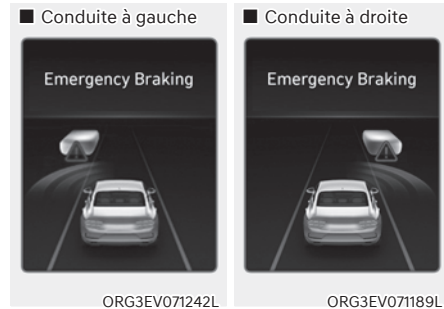 ■ Conduite à gauche
Emergency Braking
ORG3EV071242L
■ Conduite à droite
Emergency Braking
ORG3EV071189L